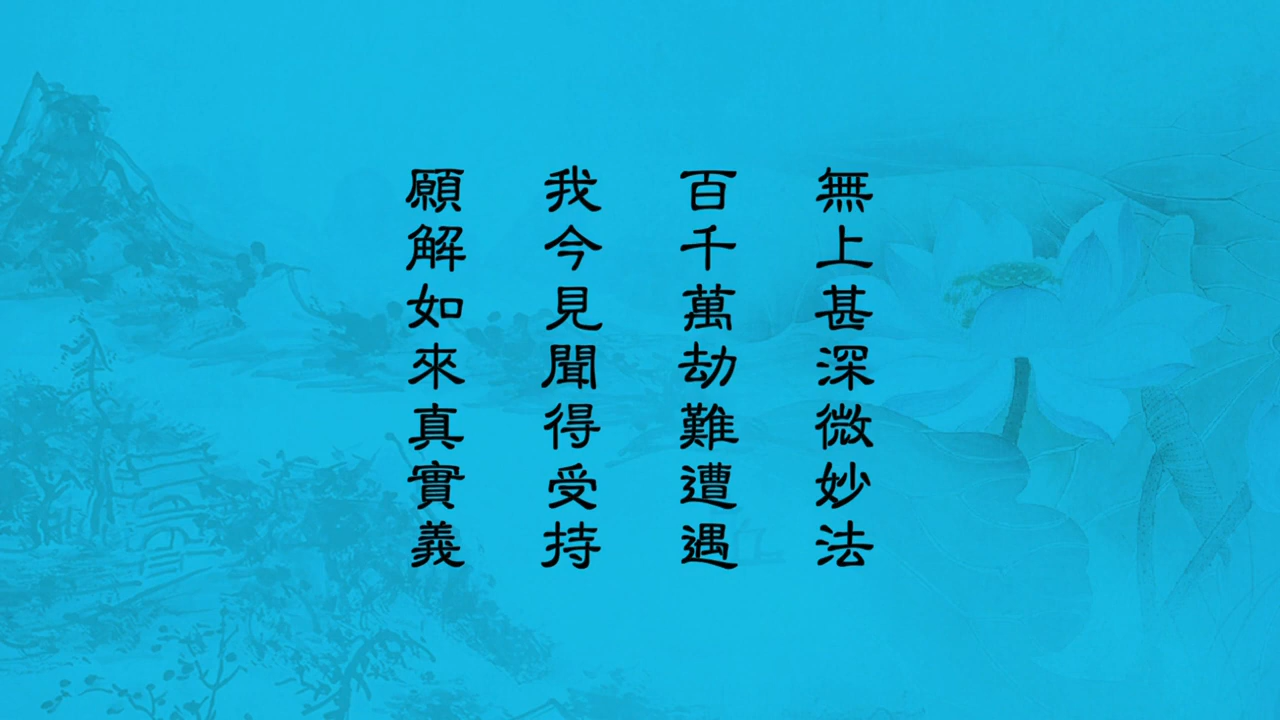 無上甚深微妙法
百千萬劫難遭遇
我今見聞得受持
願解如來真實義